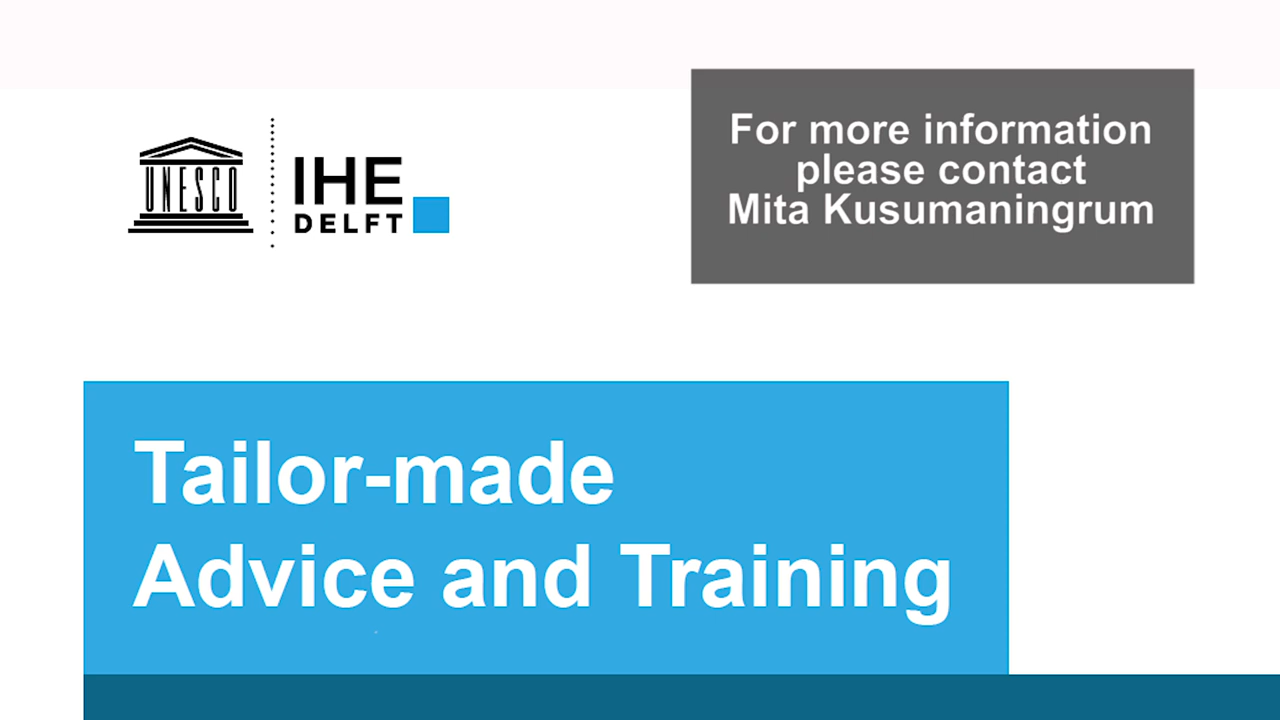 UNESCO
IHE
DELFT
For more information
please contact
Mita Kusumaningrum
Tailor-made
Advice and Training